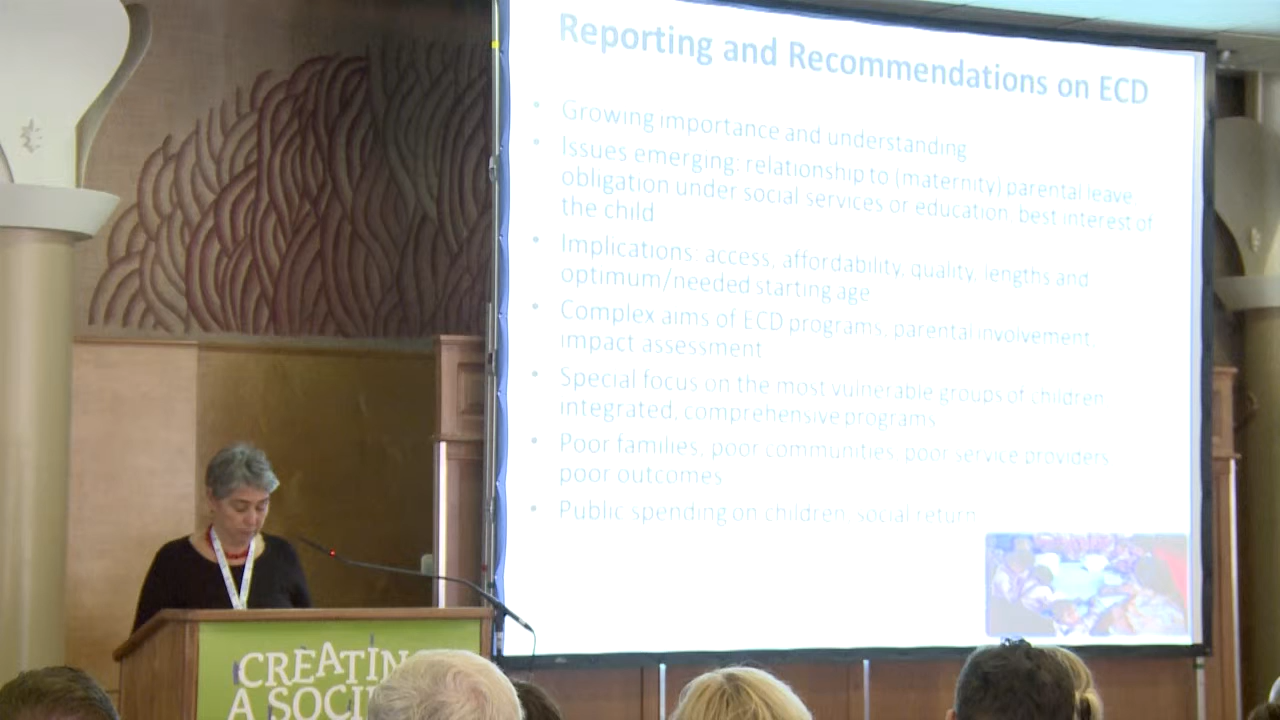 Reporting and Recommendations on ECD
• Growing importance and understanding
• Issues emerging: relationship to (maternity) parental leave,
obligation under social services or education, best interest of
the child
• Implications: access, affordability, quality, lengths and
optimum/needed starting age
• Complex aims of ECD programs, parental involvement,
impact assessment
• Special focus on the most vulnerable groups of children
integrated, comprehensive programs
• Poor families, poor communities, poor service providers
poor outcomes
• Public spending on children, social return
CREATIN
A SOCI